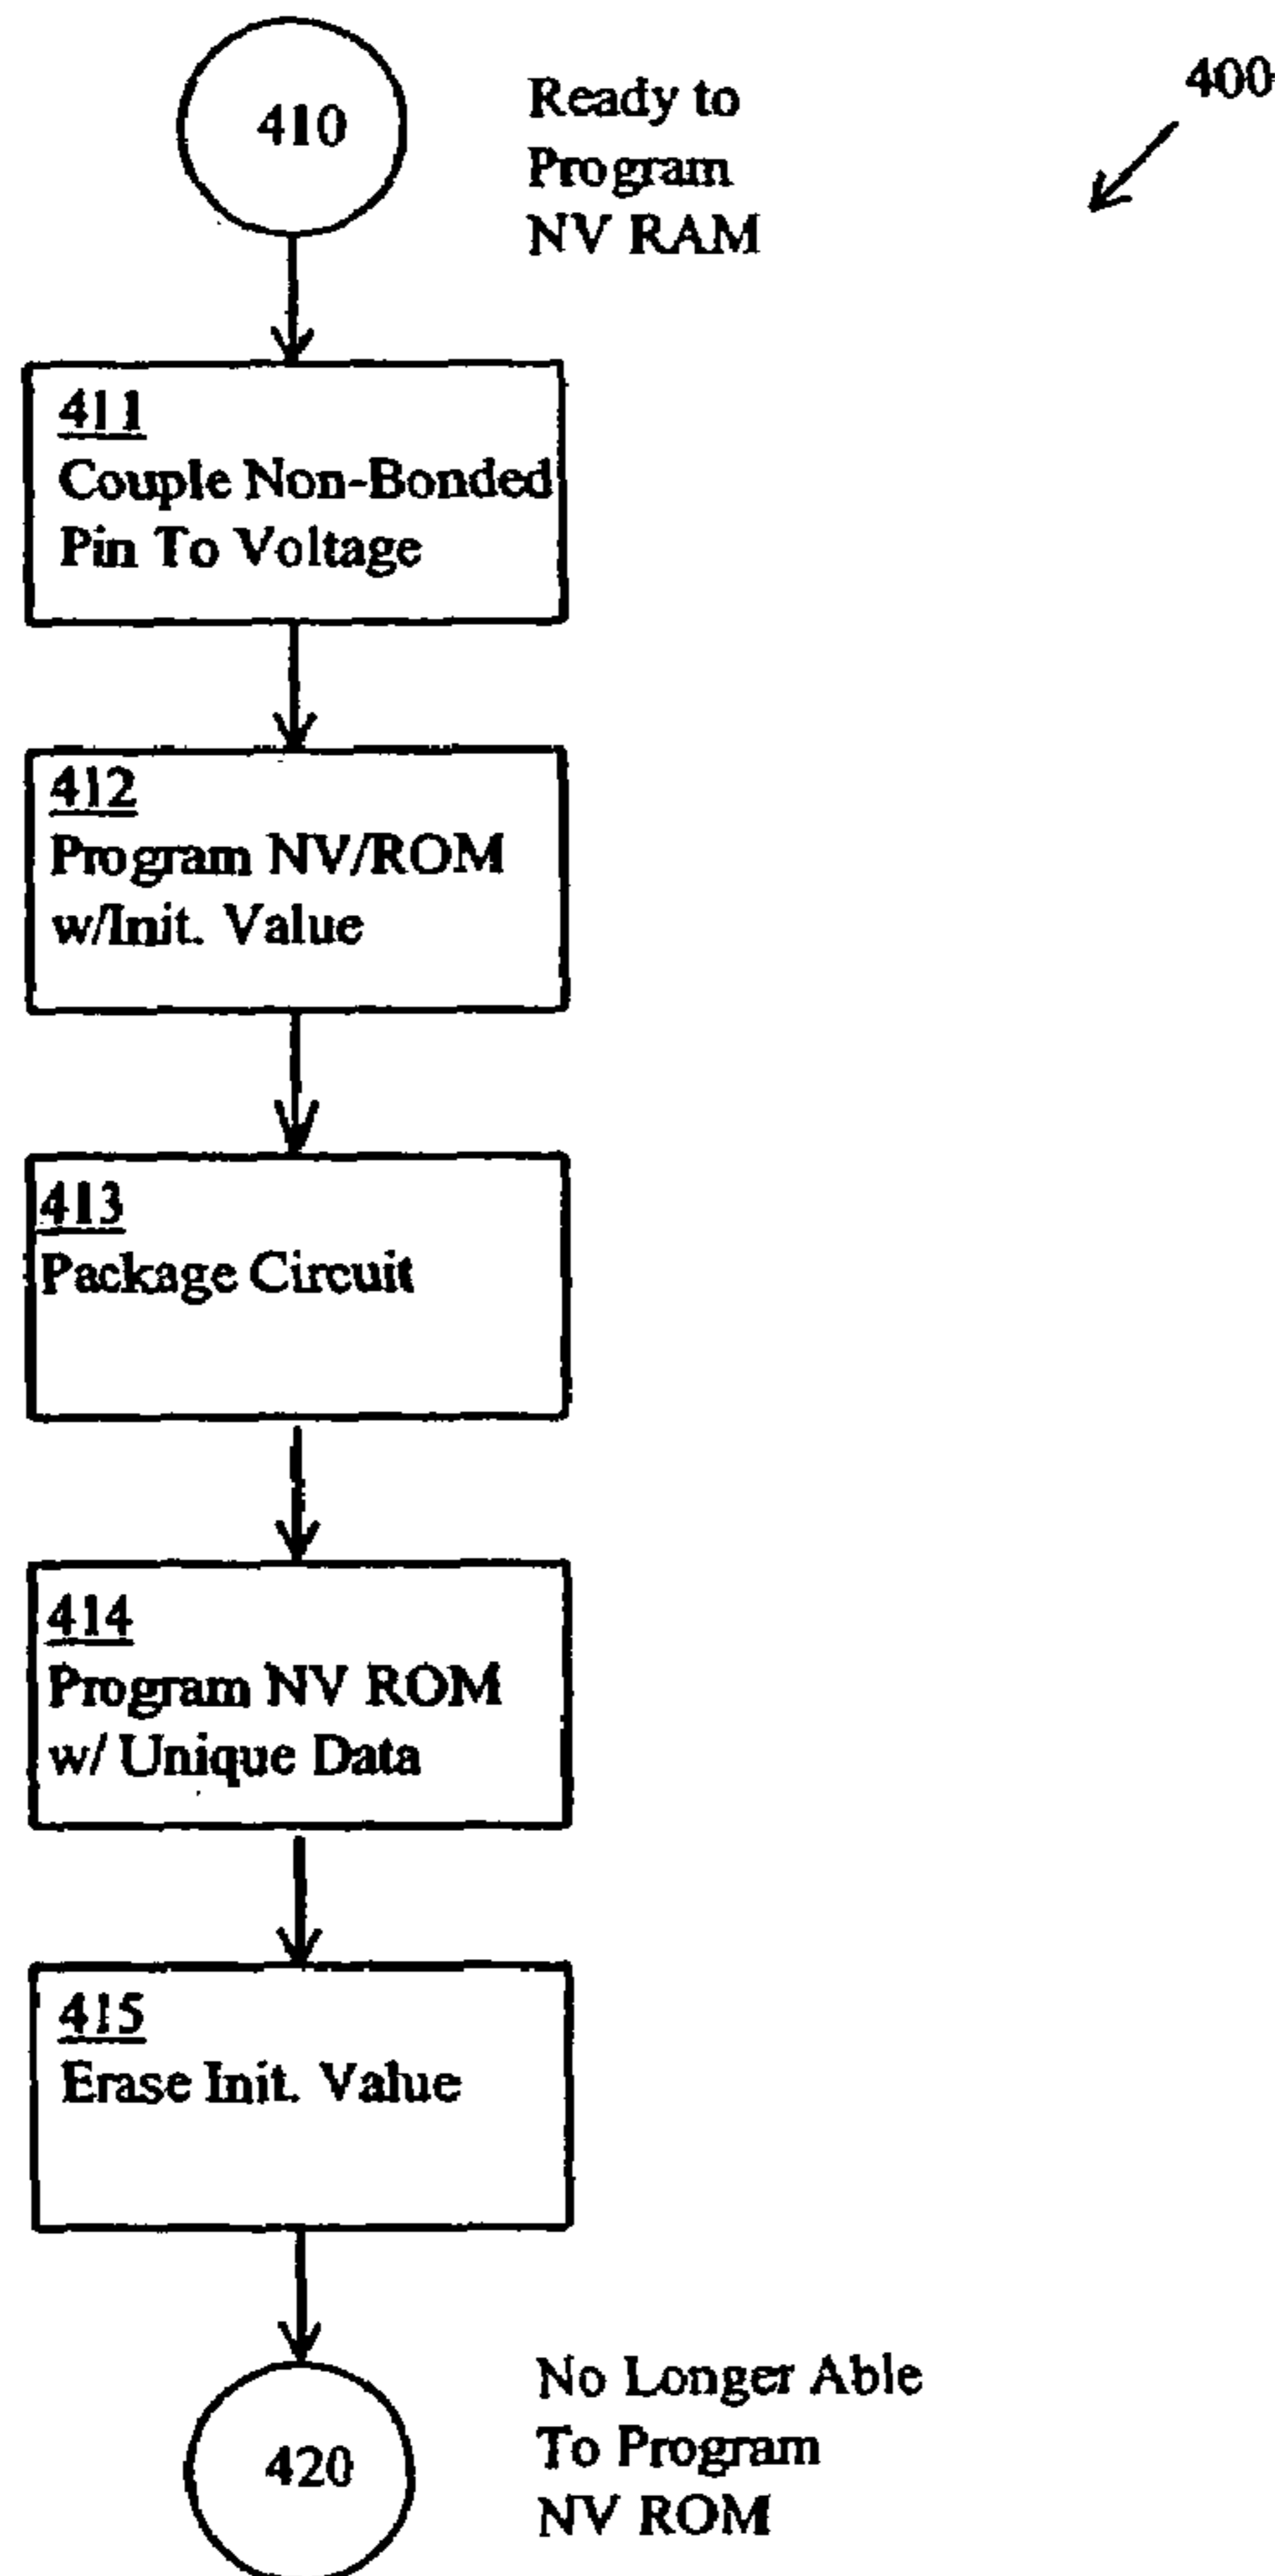 400
410
Ready to
Program
NV RAM
411
Couple Non-Bonded
Pin To Voltage
412
Program NV/ROM
w/Init. Value
413
Package Circuit
414
Program NV ROM
w/ Unique Data
415
Erase Init. Value
420
No Longer Able
To Program
NV ROM